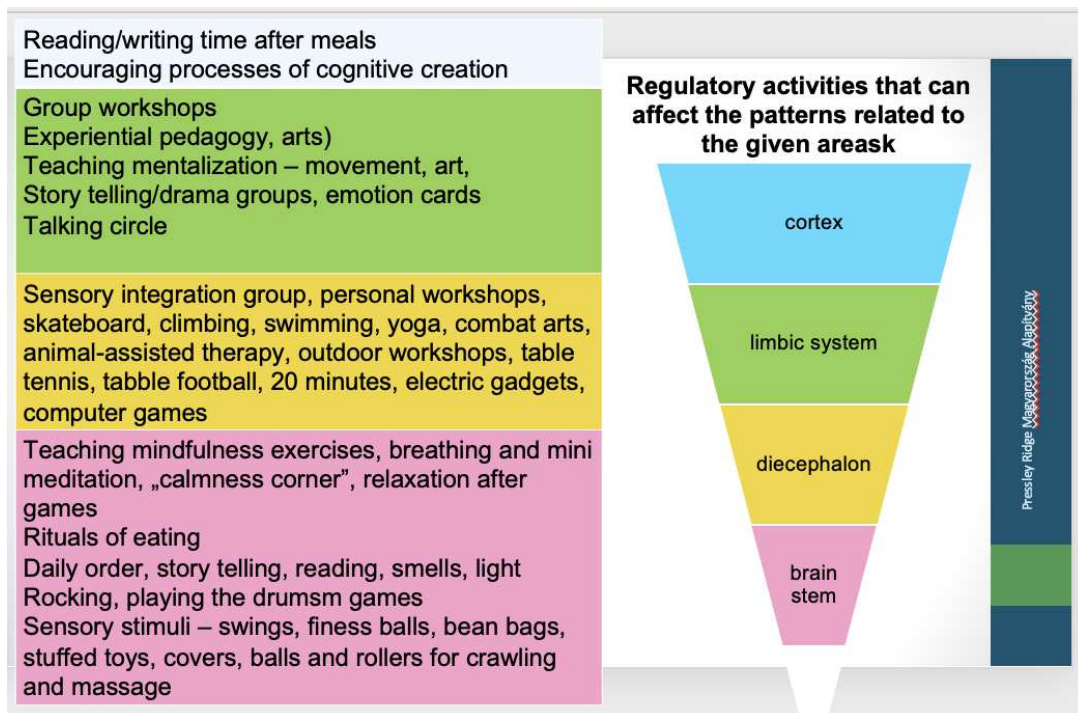 Reading/writing time after meals
Encouraging processes of cognitive creation
Group workshops
Experiential pedagogy, arts)
Teaching mentalization – movement, art,
Story telling/drama groups, emotion cards
Talking circle
Sensory integration group, personal workshops,
skateboard, climbing, swimming, yoga, combat arts,
animal-assisted therapy, outdoor workshops, table
tennis, tabble football, 20 minutes, electric gadgets,
computer games
Teaching mindfulness exercises, breathing and mini
meditation, „calmness corner”, relaxation after
games
Rituals of eating
Daily order, story telling, reading, smells, light
Rocking, playing the drumsm games
Sensory stimuli – swings, finess balls, bean bags,
stuffed toys, covers, balls and rollers for crawling
and massage
Regulatory activities that can
affect the patterns related to
the given areask
cortex
limbic system
diecephalon
brain
stem
Pressley Ridge Magyarország Alapítvány